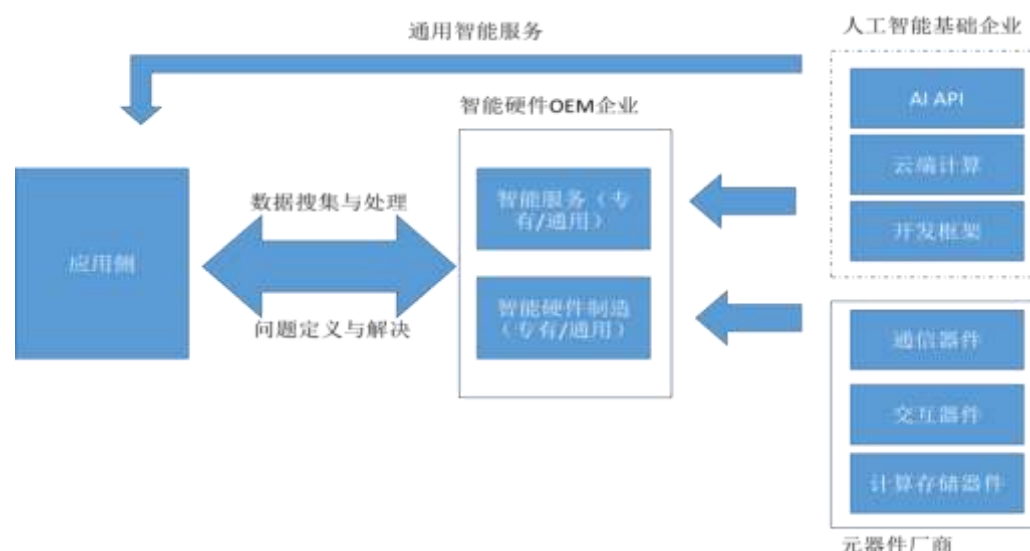 通用智能服务
人工智能基础企业
AI API
云端计算
开发框架
智能硬件OEM企业
智能服务（专
有/通用）
智能硬件制造
（专有/通用）
数据搜集与处理
问题定义与解决
应用侧
通信器件
交互器件
计算存储器件
元器件厂商